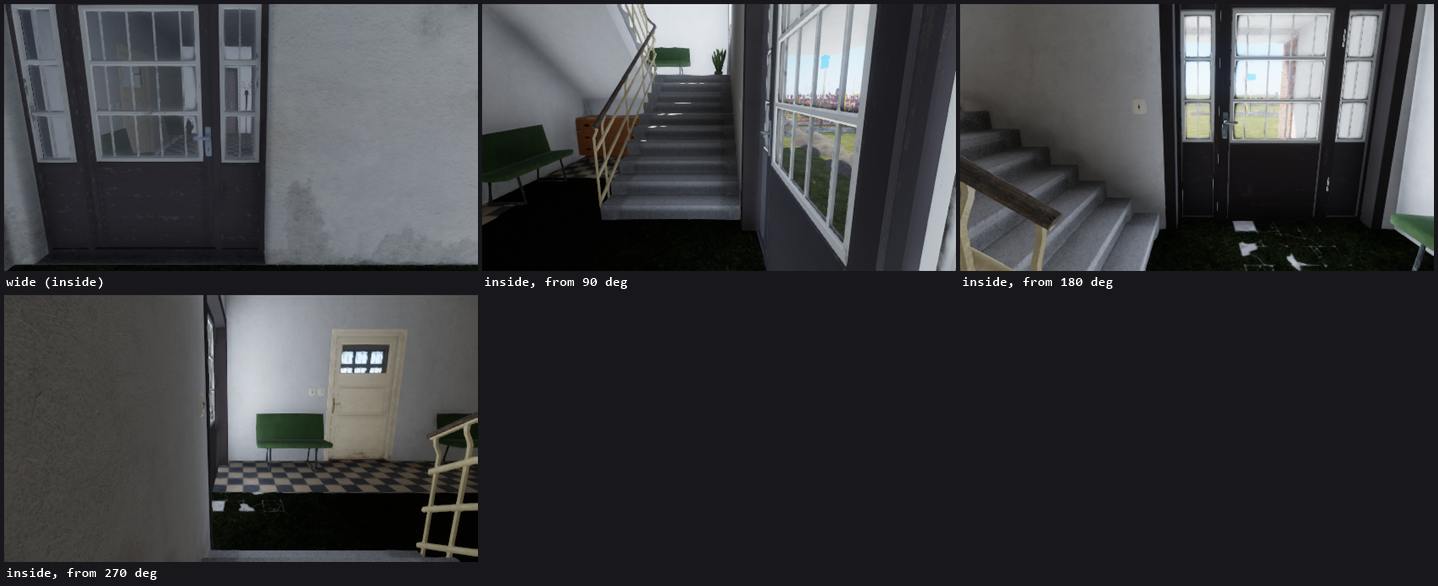 wide (inside)
inside, from 90 deg
inside, from 180 deg
inside, from 270 deg